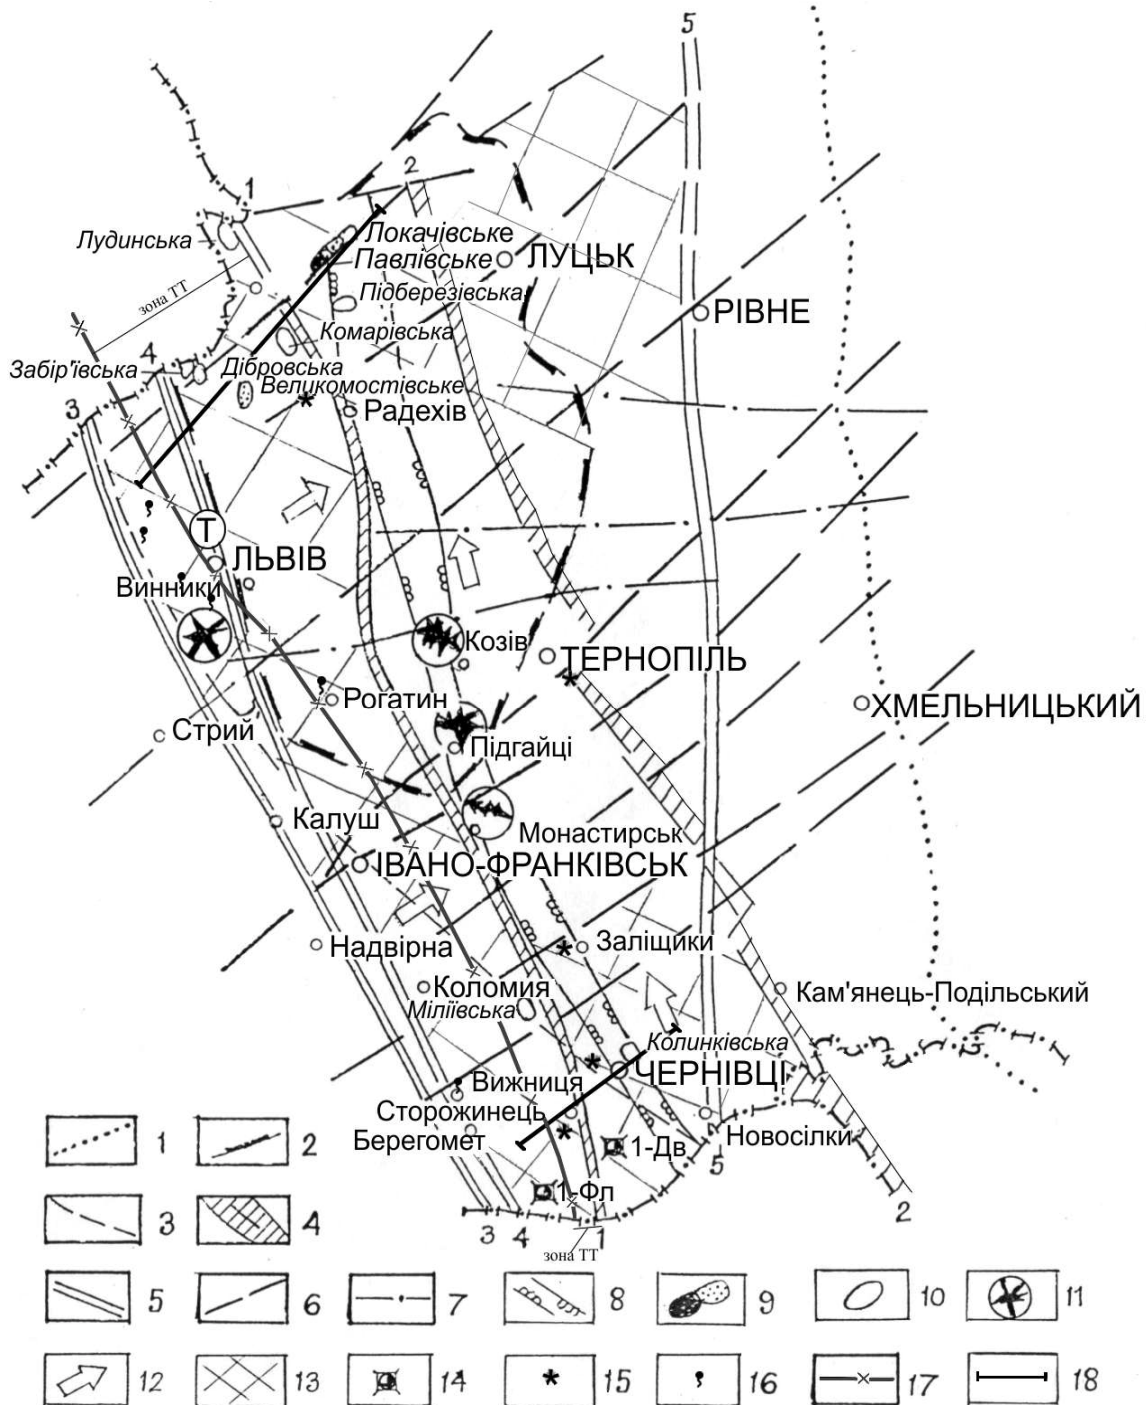 5
1
2
Лудинська
Локачівське
Павлівське
ЛУЦЬК
зона ТТ
Підберезівська
РІВНЕ
Комарівська
4
Забір'ївська
Дібровська
Великомостівське
3
Радехів
Т
ЛЬВІВ
Винники
Козів
ТЕРНОПІЛЬ
Рогатин
ХМЕЛЬНИЦЬКИЙ
Стрий
Підгайці
Калуш
Монастирськ
ІВАНО-ФРАНКІВСЬК
Надвірна
Заліщики
Коломия
Кам'янець-Подільський
Міліївська
Колинківська
Вижниця
ЧЕРНІВЦІ
Сторожинець
Берегомет
Новосілки
1-Дв
5
1-Фл
2
3 4 1
зона ТТ
1 2
3 4
5 6 7 8 9 10 11
12 13 14 15 16 17 18